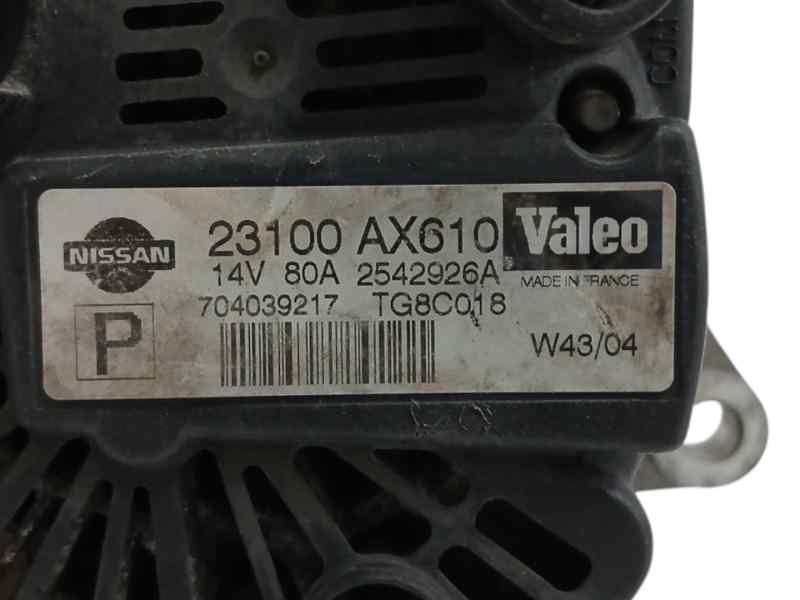 NISSAN
23100 AX610
Valeo
14V 80A 2542926A
MADE IN FRANCE
704039217 TG8C018
P
W43/04